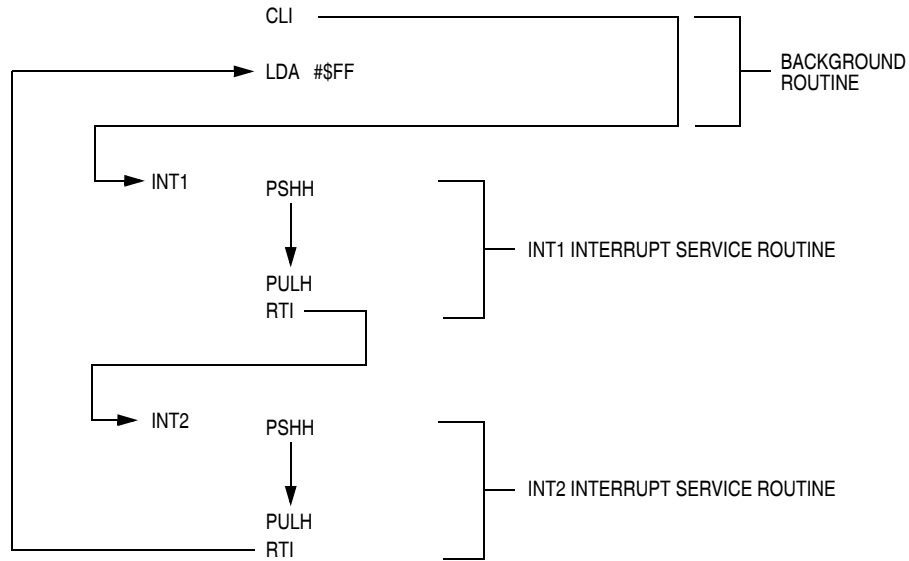 CLI
LDA #$FF
BACKGROUND
ROUTINE
INT1
PSHH
INT1 INTERRUPT SERVICE ROUTINE
PULH
RTI
INT2
PSHH
INT2 INTERRUPT SERVICE ROUTINE
PULH
RTI